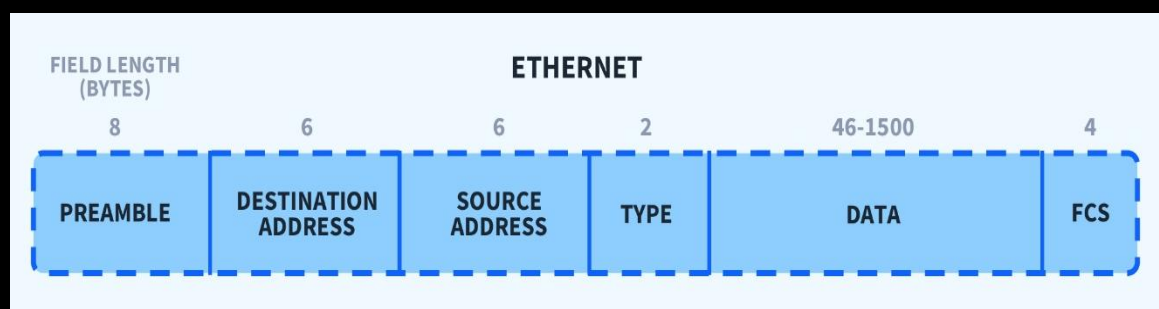 FIELD LENGTH
(BYTES)
ETHERNET
8 6 6 2 46-1500 4
PREAMBLE
DESTINATION
ADDRESS
SOURCE
ADDRESS
TYPE
DATA
FCS